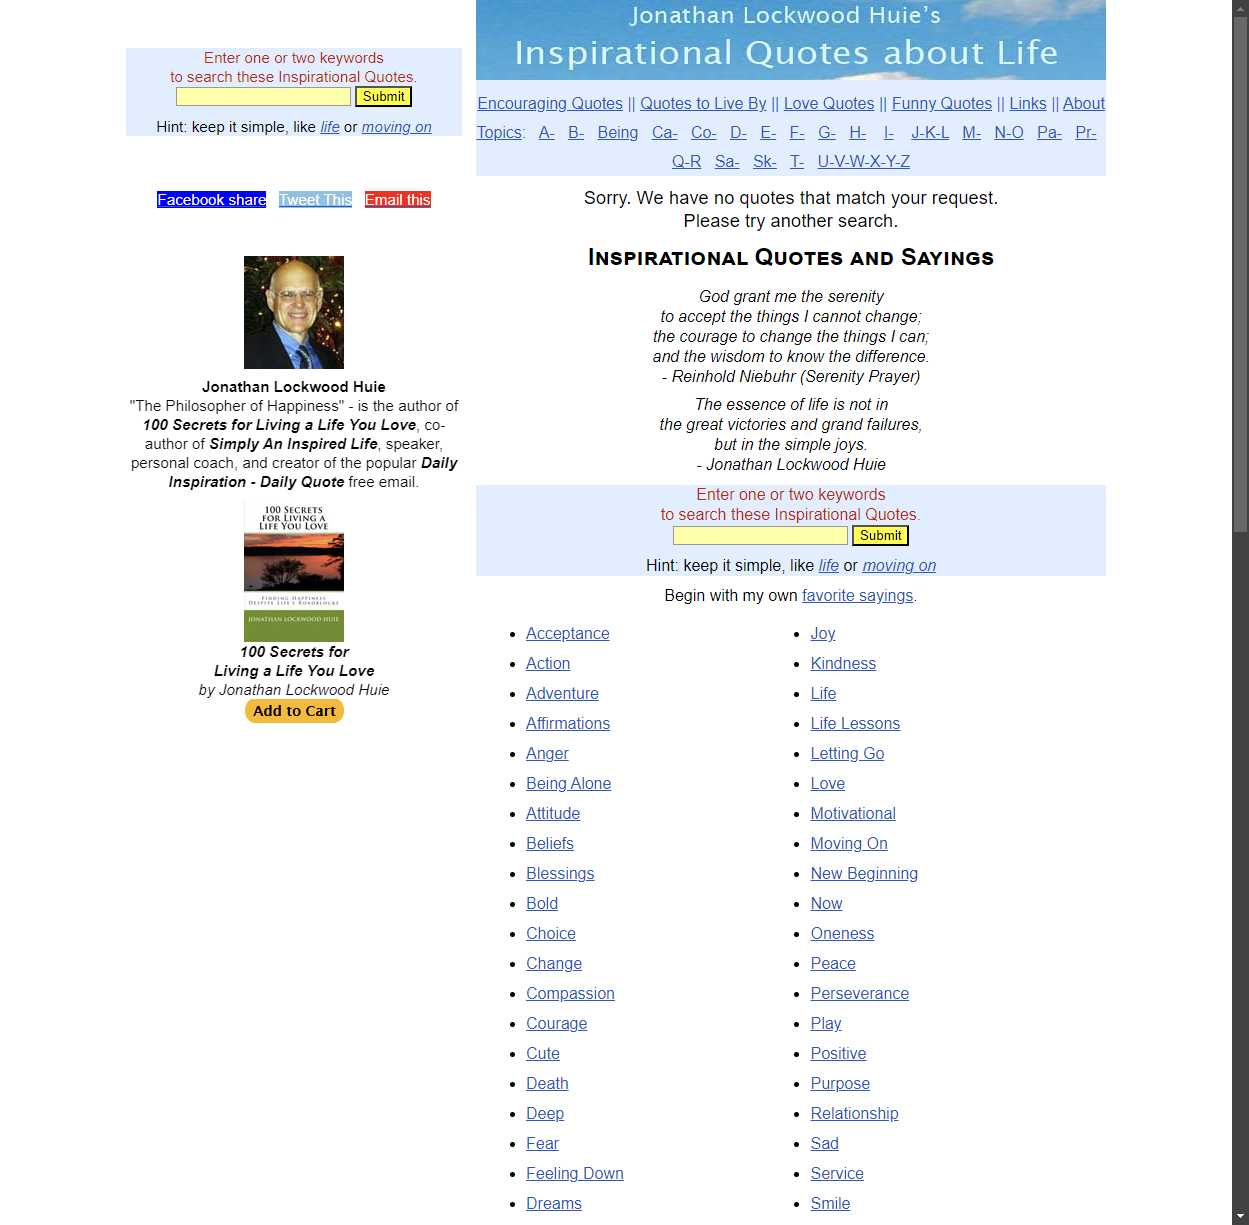 Enter one or two keywords
to search these Inspirational Quotes.
Submit
Hint: keep it simple, like life or moving on
Facebook share Tweet This Email this
Jonathan Lockwood Huie
"The Philosopher of Happiness" - is the author of
100 Secrets for Living a Life You Love, co-
author of Simply An Inspired Life, speaker,
personal coach, and creator of the popular Daily
Inspiration - Daily Quote free email.
100 SECRETS
FOR LIVING A
LIFE YOU LOVE
FINDING HAPPINESS
DESPITE LIFE'S ROADBLOCKS
JONATHAN LOCKWOOD HUIE
100 Secrets for
Living a Life You Love
by Jonathan Lockwood Huie
Add to Cart
Jonathan Lockwood Huie's
Inspirational Quotes about Life
Encouraging Quotes || Quotes to Live By || Love Quotes || Funny Quotes || Links || About
Topics: A- B- Being Ca- Co- D- E- F- G- H- I- J-K-L M- N-O Pa- Pr-
Q-R Sa- Sk- T- U-V-W-X-Y-Z
Sorry. We have no quotes that match your request.
Please try another search.
Inspirational Quotes and Sayings
God grant me the serenity
to accept the things I cannot change;
the courage to change the things I can;
and the wisdom to know the difference.
- Reinhold Niebuhr (Serenity Prayer)
The essence of life is not in
the great victories and grand failures,
but in the simple joys.
- Jonathan Lockwood Huie
Enter one or two keywords
to search these Inspirational Quotes.
Submit
Hint: keep it simple, like life or moving on
Begin with my own favorite sayings.
Acceptance
Action
Adventure
Affirmations
Anger
Being Alone
Attitude
Beliefs
Blessings
Bold
Choice
Change
Compassion
Courage
Cute
Death
Deep
Fear
Feeling Down
Dreams
Joy
Kindness
Life
Life Lessons
Letting Go
Love
Motivational
Moving On
New Beginning
Now
Oneness
Peace
Perseverance
Play
Positive
Purpose
Relationship
Sad
Service
Smile